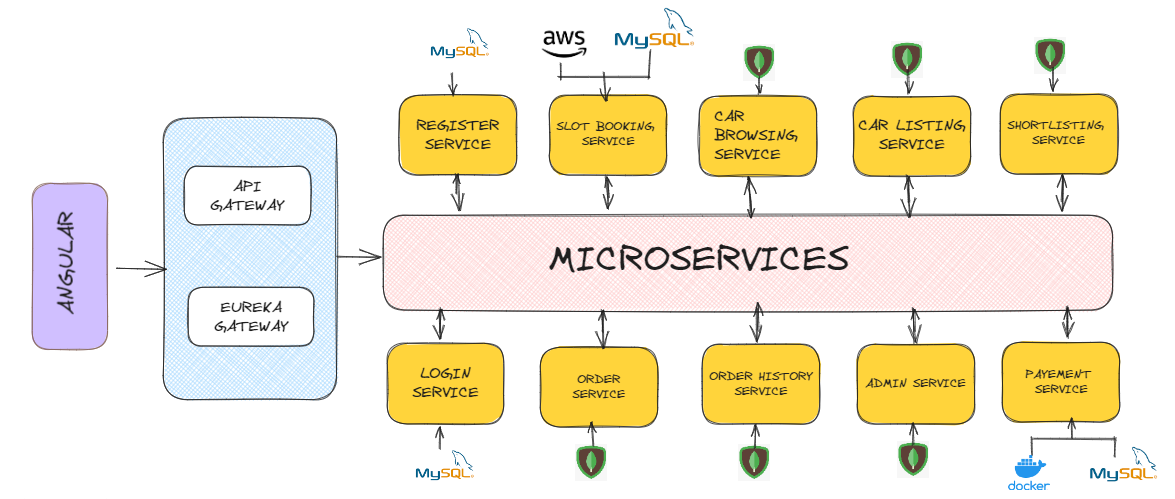 MySQL
aws
MySQL
REGISTER
SERVICE
SLOT BOOKING
SERVICE
CAR
BROWSING
SERVICE
CAR LISTING
SERVICE
SHORTLISTING
SERVICE
ANGULAR
API
GATEWAY
EUREKA
GATEWAY
MICROSERVICES
LOGIN
SERVICE
ORDER
SERVICE
ORDER HISTORY
SERVICE
ADMIN SERVICE
PAYEMENT
SERVICE
MySQL
docker
MySQL